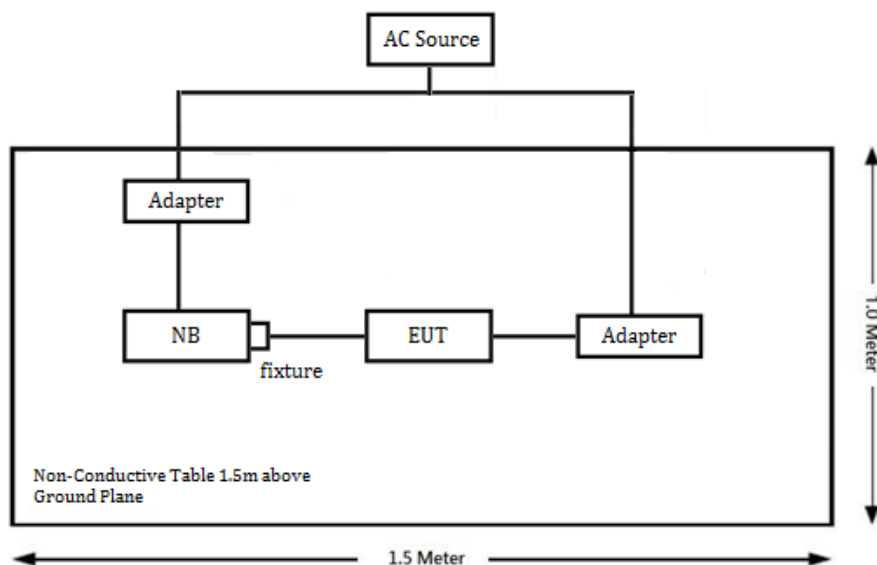 AC Source
Adapter
NB
fixture
EUT
Adapter
Non-Conductive Table 1.5m above
Ground Plane
1.0 Meter
1.5 Meter